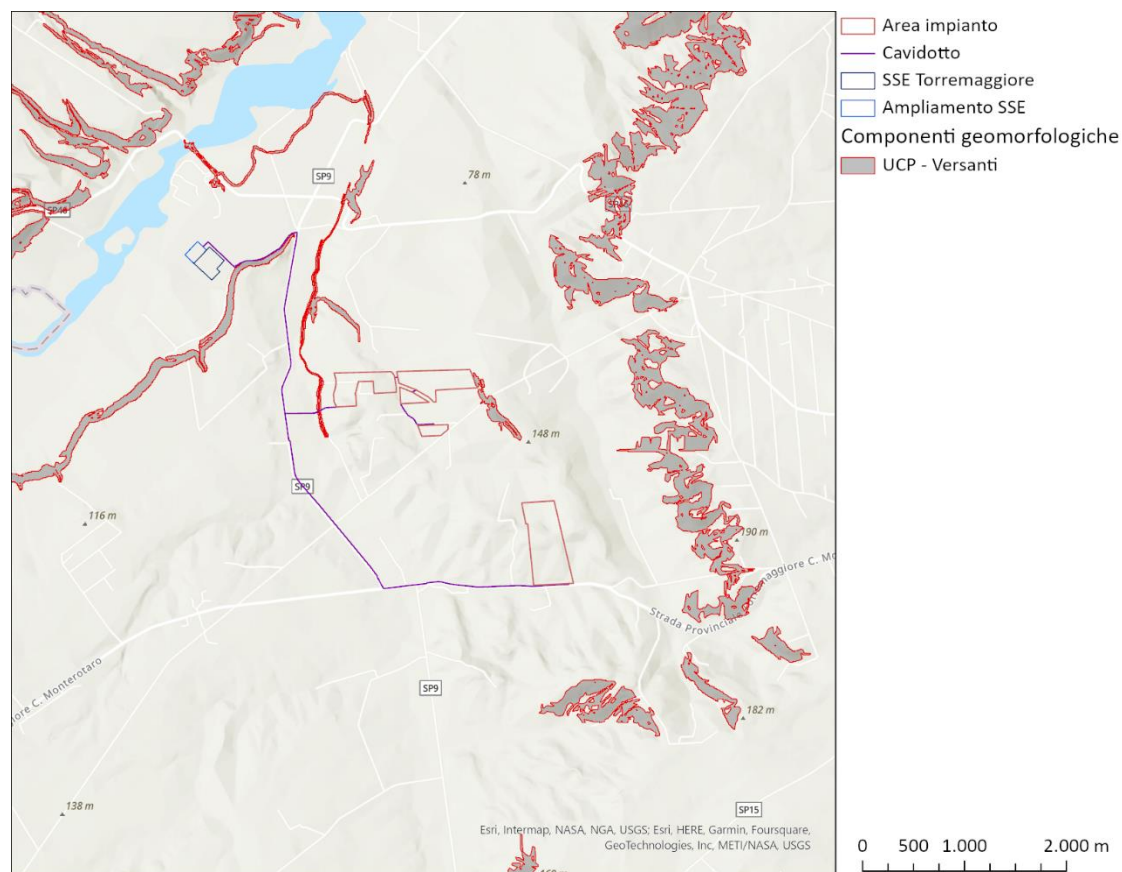 Area impianto
Cavidotto
SSE Torremaggiore
Ampliamento SSE
Componenti geomorfologiche
UCP - Versanti
SP9
78 m
148 m
SP9
116 m
190 m
Strada Provinciale
maggiore C. Mo
iore C. Monterotaro
SP9
182 m
138 m
SP15
Esri, Intermap, NASA, NGA, USGS; Esri, HERE, Garmin, Foursquare,
GeoTechnologies, Inc, METI/NASA, USGS
0 500 1.000 2.000 m